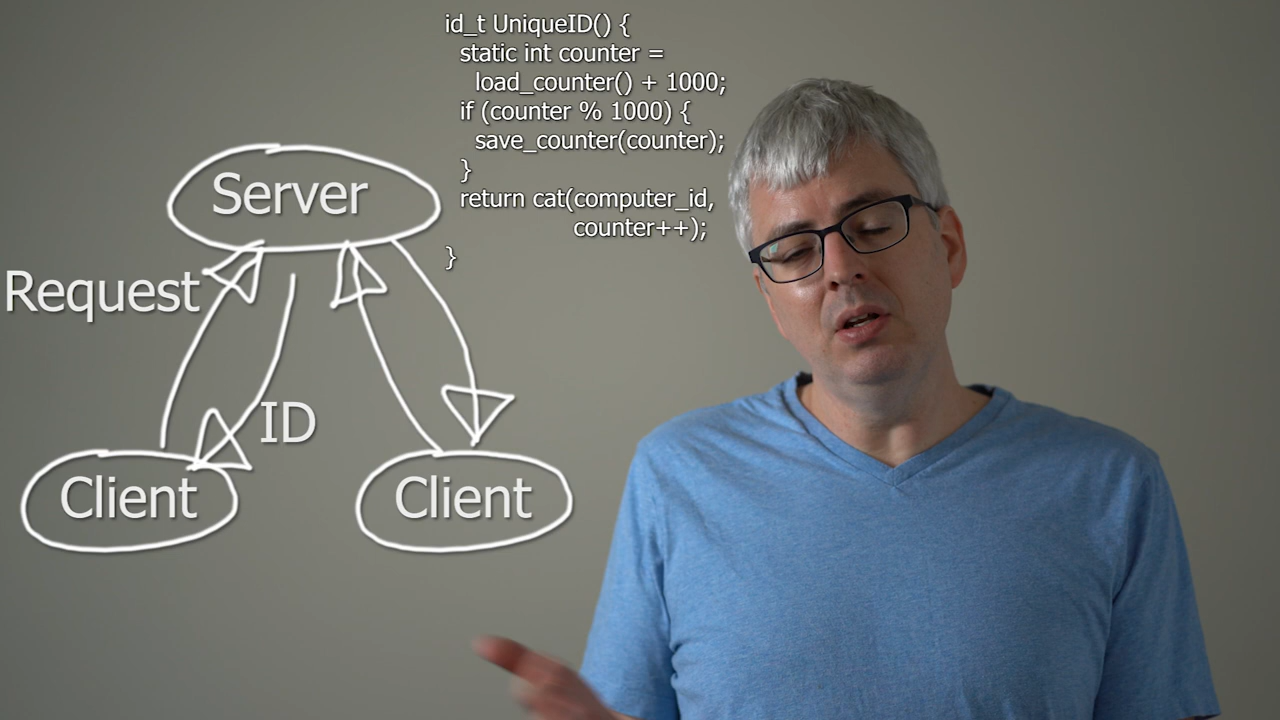 id_t UniqueID() {
static int counter =
load_counter() + 1000;
if (counter % 1000) {
save_counter(counter);
}
return cat(computer_id,
counter++);
}
Server
Request
ID
Client
Client